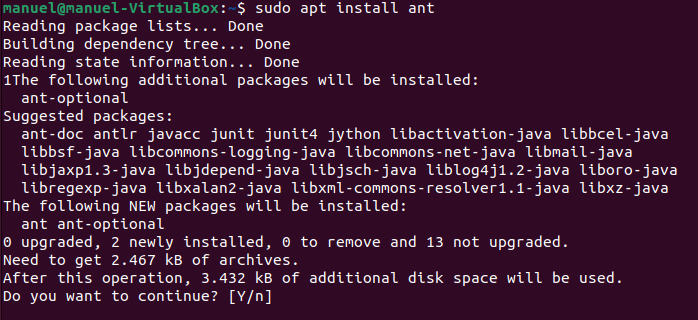 manuel@manuel-VirtualBox:~$ sudo apt install ant
Reading package lists... Done
Building dependency tree... Done
Reading state information... Done
1The following additional packages will be installed:
  ant-optional
Suggested packages:
  ant-doc antlr javacc junit junit4 jython libactivation-java libbcel-java
  libbsf-java libcommons-logging-java libcommons-net-java libmail-java
  libjaxp1.3-java libjdepend-java libjsch-java liblog4j1.2-java liboro-java
  libregexp-java libxalan2-java libxml-commons-resolver1.1-java libxz-java
The following NEW packages will be installed:
  ant ant-optional
0 upgraded, 2 newly installed, 0 to remove and 13 not upgraded.
Need to get 2.467 kB of archives.
After this operation, 3.432 kB of additional disk space will be used.
Do you want to continue? [Y/n]